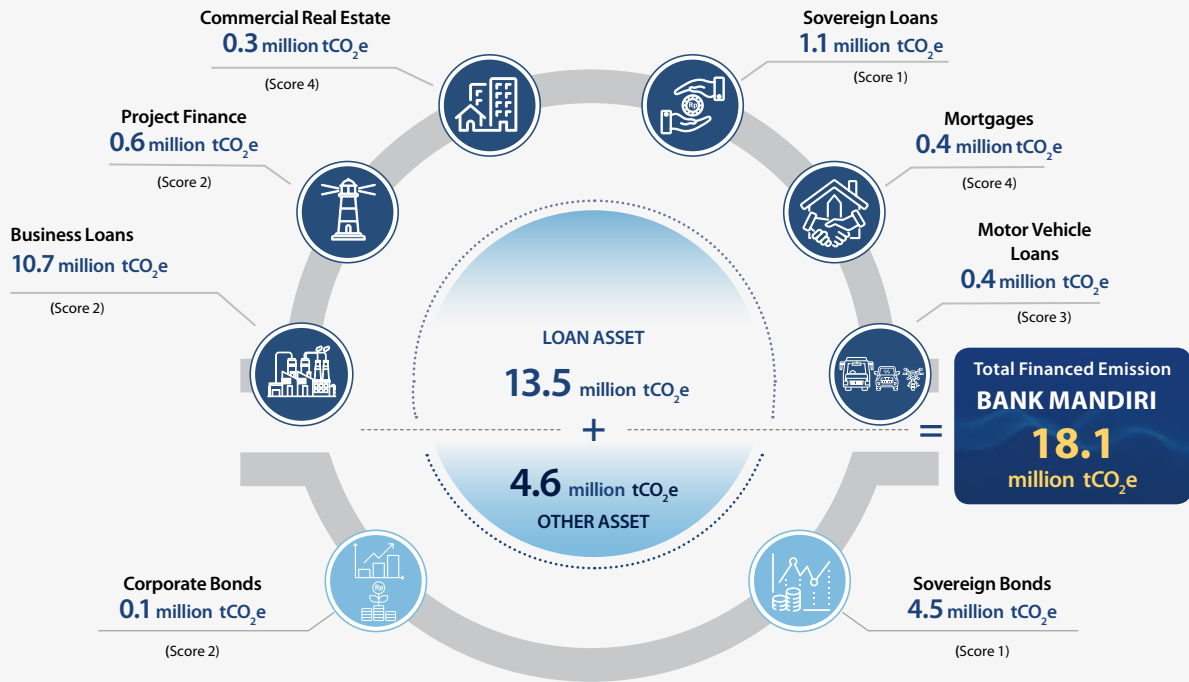 Commercial Real Estate
0.3 million tCO₂e
(Score 4)
Sovereign Loans
1.1 million tCO₂e
(Score 1)
Project Finance
0.6 million tCO₂e
(Score 2)
Mortgages
0.4 million tCO₂e
(Score 4)
Business Loans
10.7 million tCO₂e
(Score 2)
Motor Vehicle
Loans
0.4 million tCO₂e
(Score 3)
Rp
LOAN ASSET
13.5 million tCO₂e
+
4.6 million tCO₂e
OTHER ASSET
=
Total Financed Emission
BANK MANDIRI
18.1
million tCO₂e
Corporate Bonds
0.1 million tCO₂e
(Score 2)
Rp
Sovereign Bonds
4.5 million tCO₂e
(Score 1)